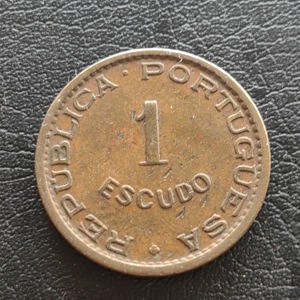 REPUBLICA · PORTUGUESA
1
ESCUDO